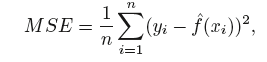 MSE = \frac{1}{n} \sum_{i=1}^{n} (y_i - \hat{f}(x_i))^2,